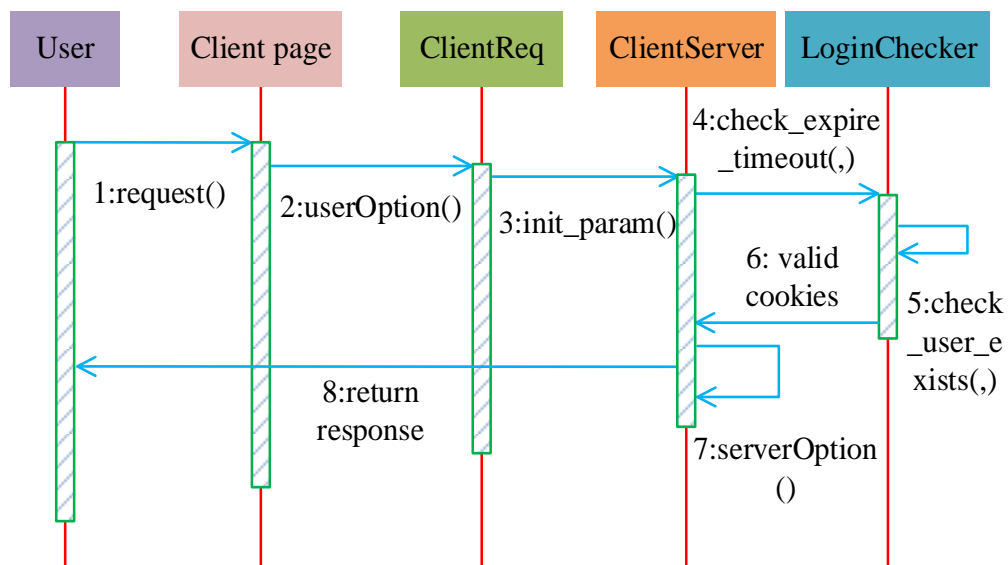 User
Client page
ClientReq
ClientServer
LoginChecker
1:request()
2:userOption()
3:init_param()
4:check_expire
_timeout(,)
5:check
_user_e
xists(,)
6: valid
cookies
7:serverOption
()
8:return
response